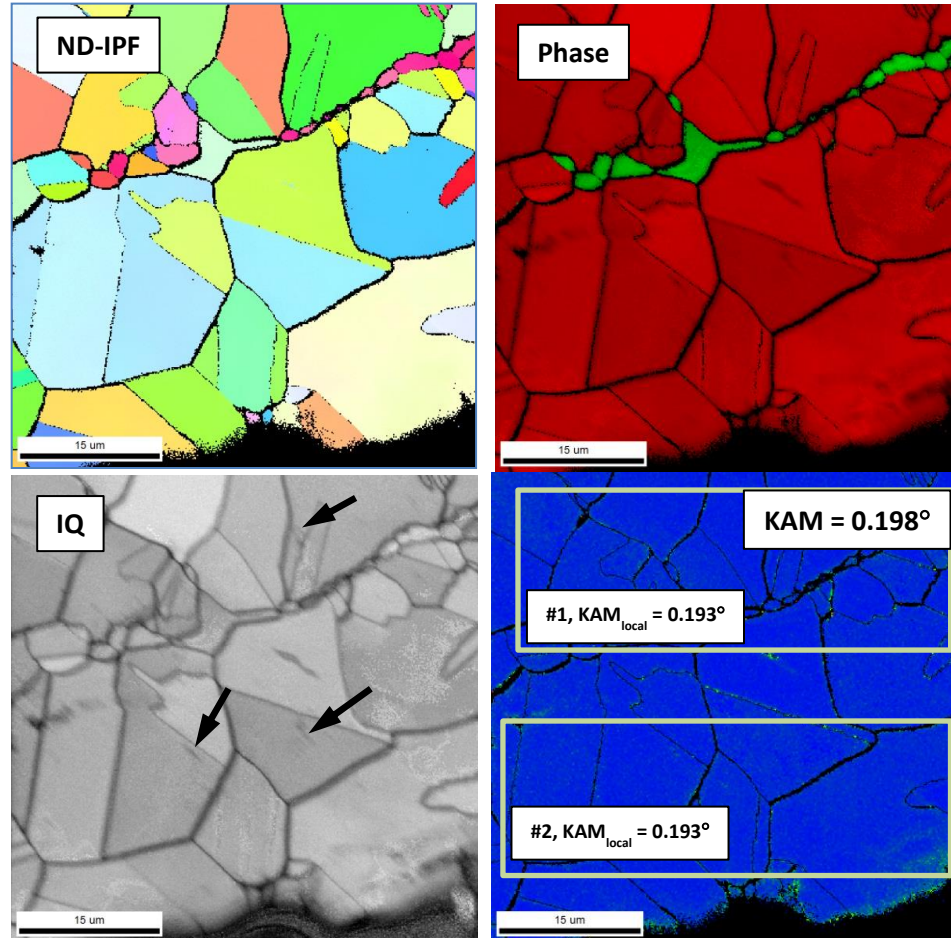 ND-IPF
15 um
Phase
15 um
IQ
15 um
KAM = 0.198°
#1, KAMlocal = 0.193°
#2, KAMlocal = 0.193°
15 um